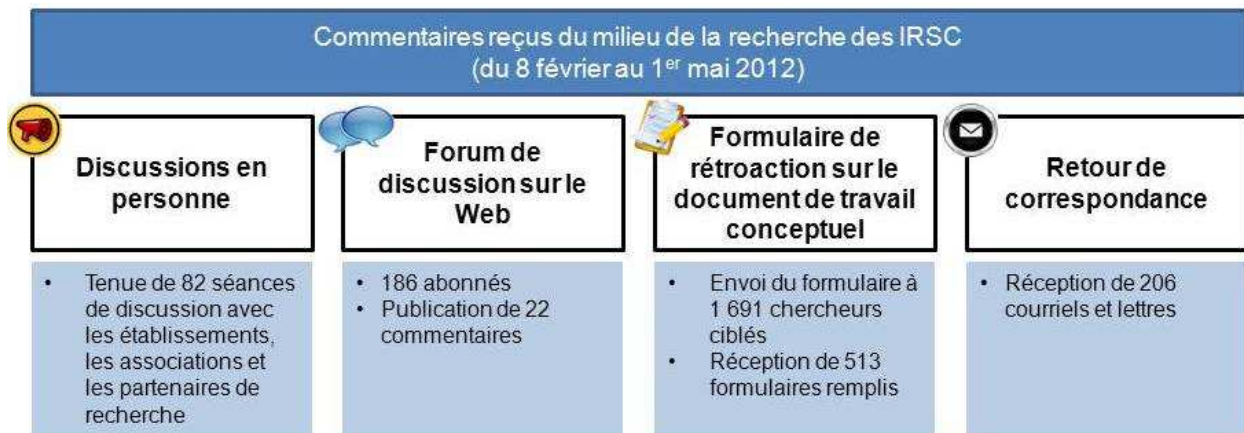 Commentaires reçus du milieu de la recherche des IRSC
(du 8 février au 1er mai 2012)
Discussions en
personne
• Tenue de 82 séances
de discussion avec
les établissements,
les associations et
les partenaires de
recherche
Forum de
discussion sur le
Web
• 186 abonnés
• Publication de 22
commentaires
Formulaire de
rétroaction sur le
document de travail
conceptuel
• Envoi du formulaire à
1 691 chercheurs
ciblés
• Réception de 513
formulaires remplis
Retour de
correspondance
• Réception de 206
courriels et lettres